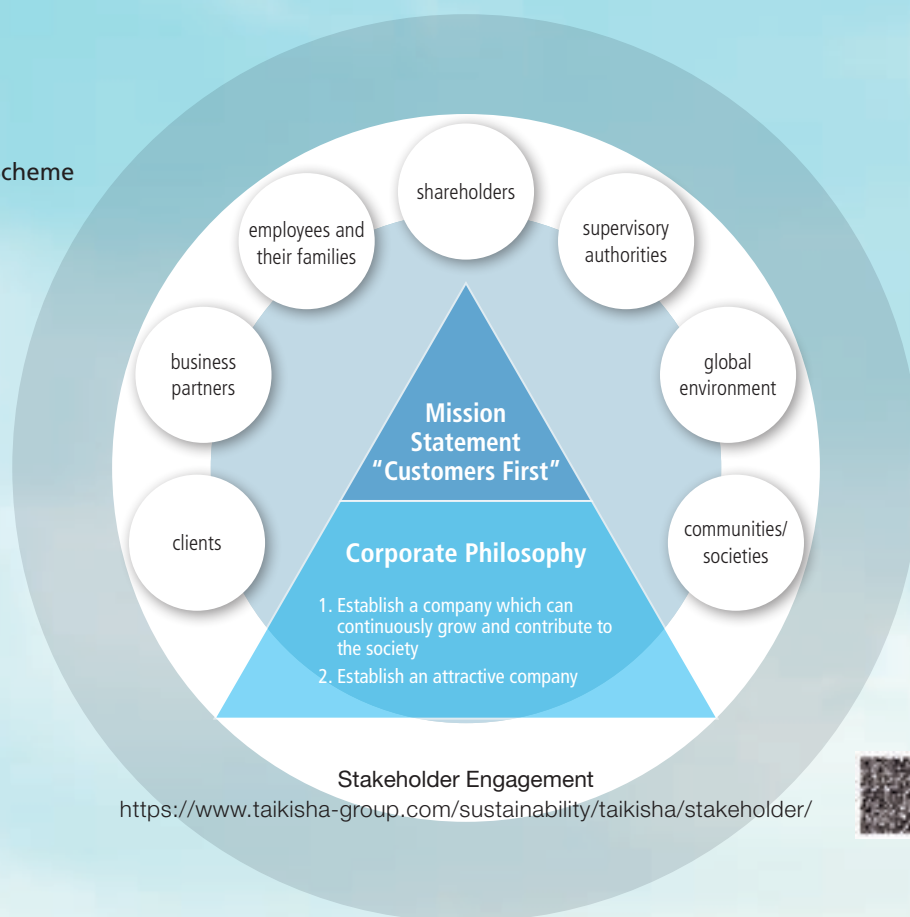 cheme
shareholders
employees and
their families
supervisory
authorities
business
partners
global
environment
clients
communities/
societies
Mission
Statement
"Customers First"
Corporate Philosophy
1. Establish a company which can
continuously grow and contribute to
the society
2. Establish an attractive company
Stakeholder Engagement
https://www.taikisha-group.com/sustainability/taikisha/stakeholder/